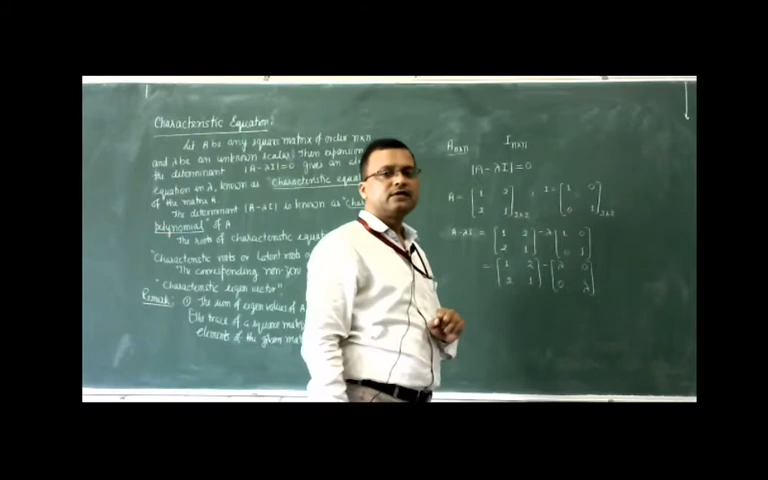 Characteristic Equation:
Let A be any square matrix of order n×n
and λ be an unknown scalar. Then expansion
the determinant |A-λI|=0 gives an
equation in λ, known as "Characteristic equa
of the matrix A
The determinant |A-λI| is known as "Char
polynomial" of A
The roots of characteristic equat
"Characteristic roots or latent roots o
"The corresponding non-zero
"Characteristic eigen vector"
Remark: ① The sum of eigen values of A
[The trace of a square matrix
elements of the given mat
A n×n I n×n
|A-λI|=0
A = [1 2; 2 1] 2×2 , I = [1 0; 0 1] 2×2
A-λI = [1 2; 2 1] - λ [1 0; 0 1]
= [1 2; 2 1] - [λ 0; 0 λ]